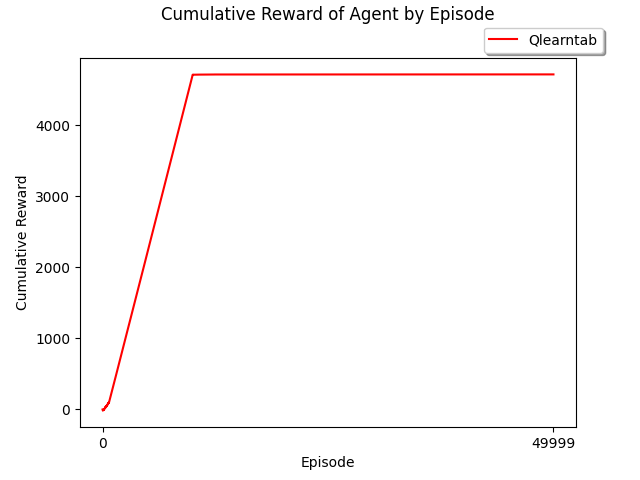 Cumulative Reward of Agent by Episode
Qlearntab
4000
3000
2000
1000
0
Cumulative Reward
0 49999
Episode